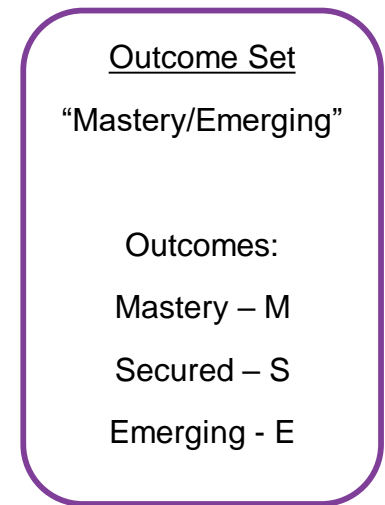 Outcome Set
“Mastery/Emerging”
Outcomes:
Mastery – M
Secured – S
Emerging - E